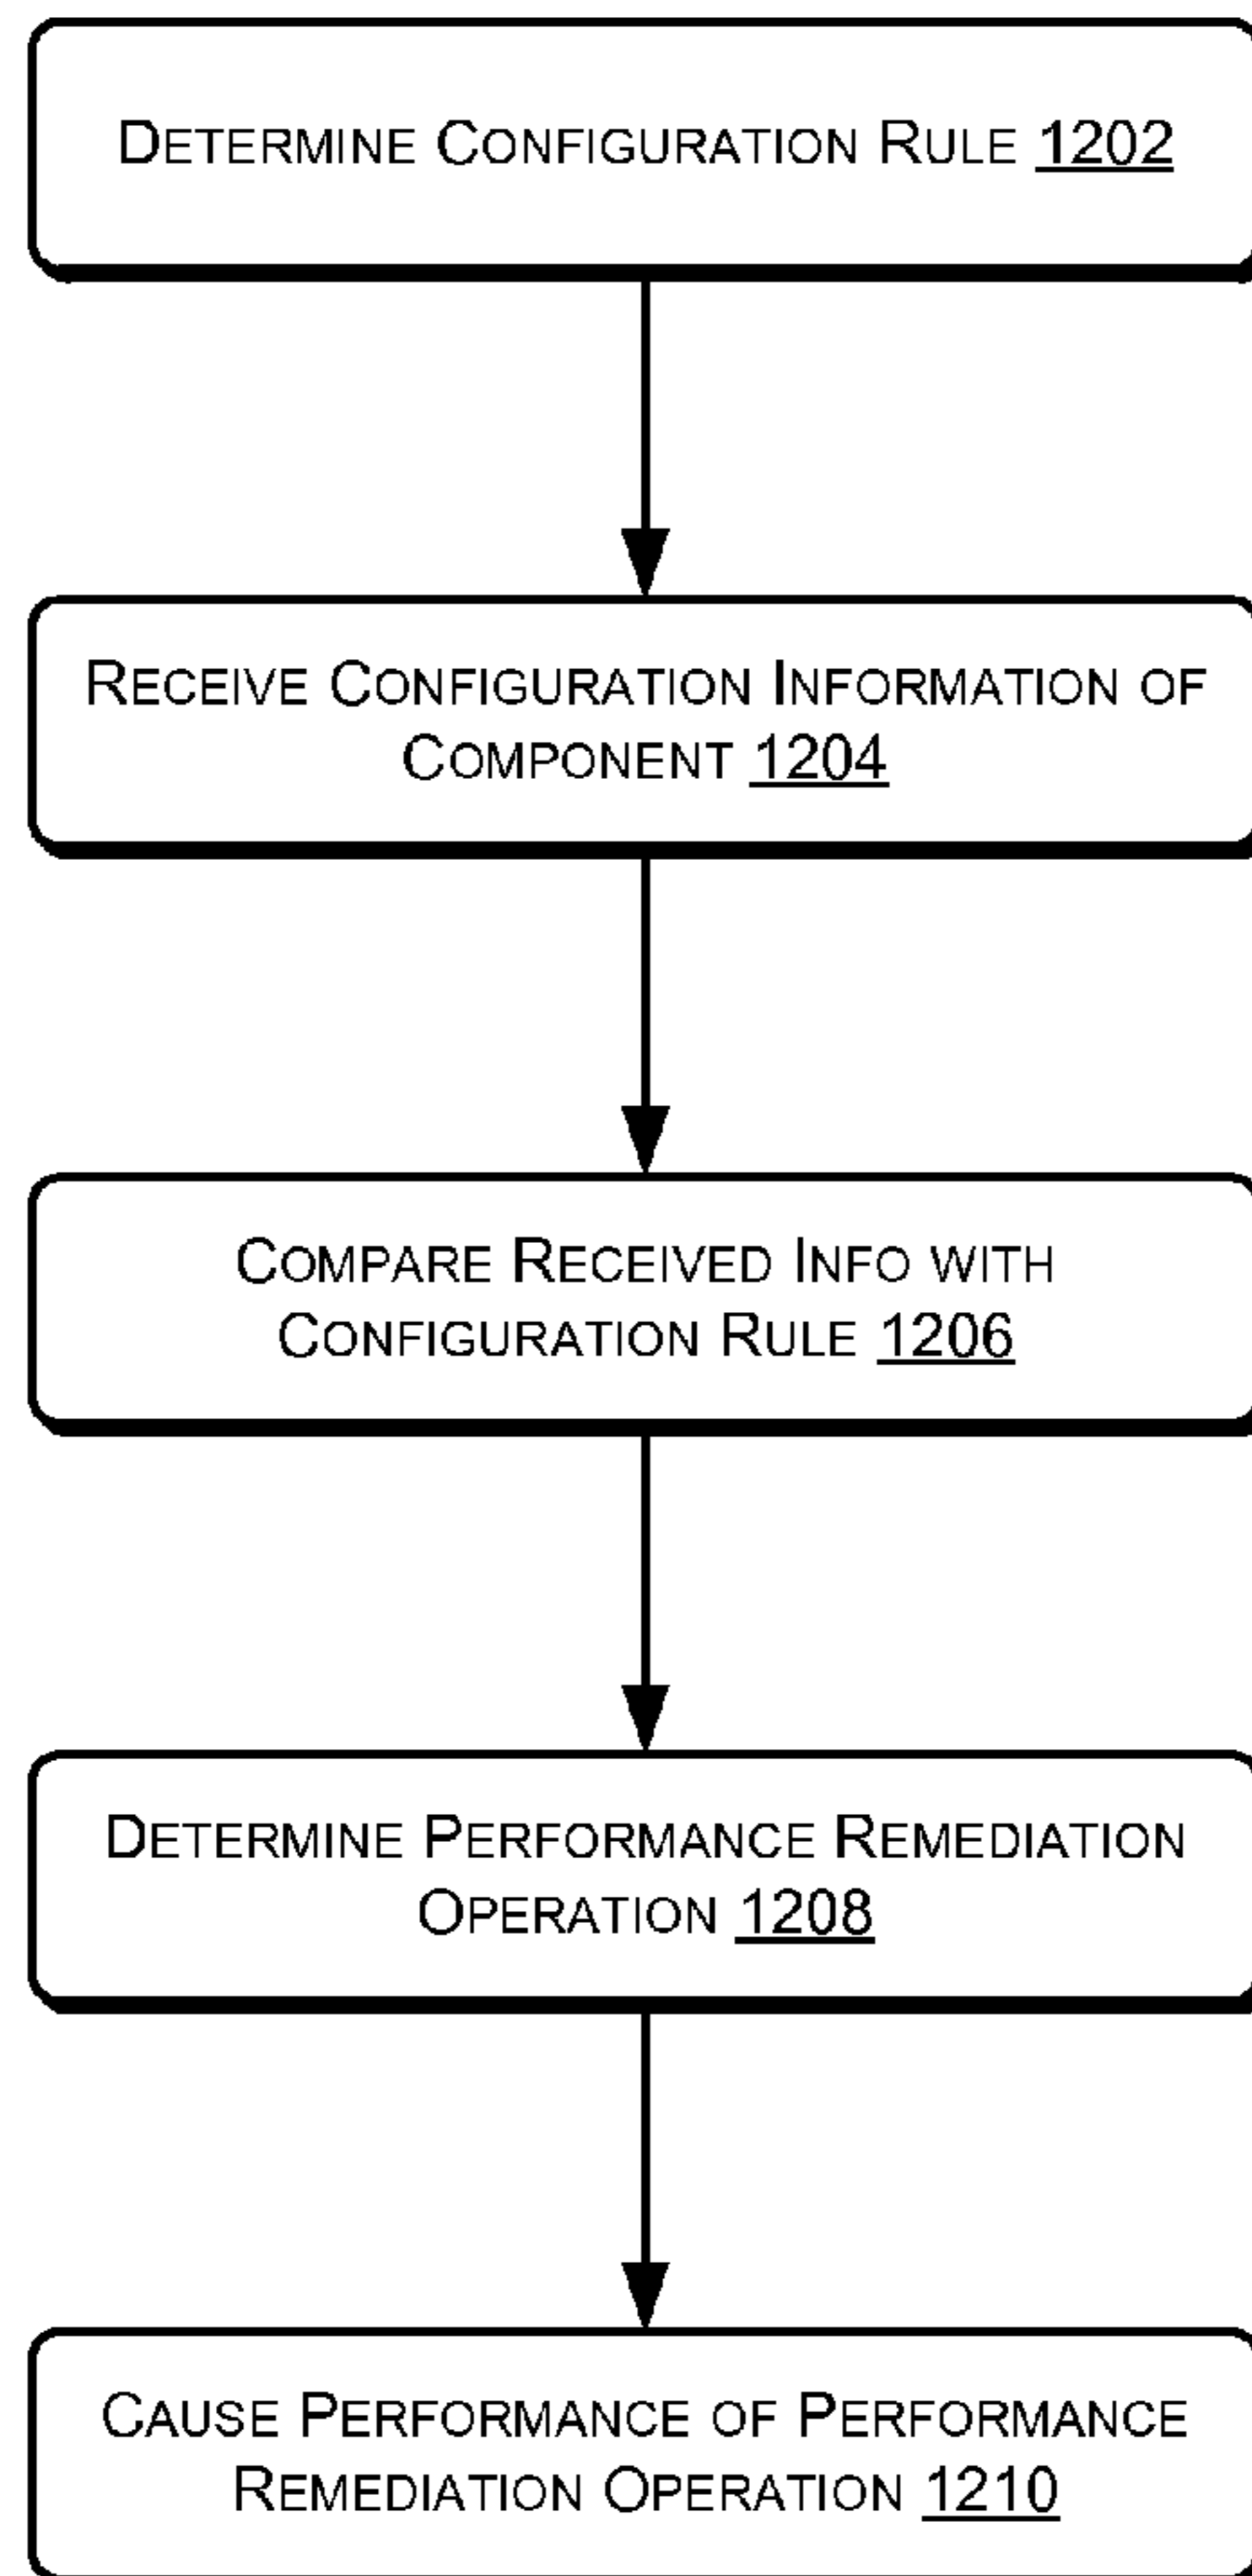 DETERMINE CONFIGURATION RULE 1202
RECEIVE CONFIGURATION INFORMATION OF
COMPONENT 1204
COMPARE RECEIVED INFO WITH
CONFIGURATION RULE 1206
DETERMINE PERFORMANCE REMEDIATION
OPERATION 1208
CAUSE PERFORMANCE OF PERFORMANCE
REMEDIATION OPERATION 1210